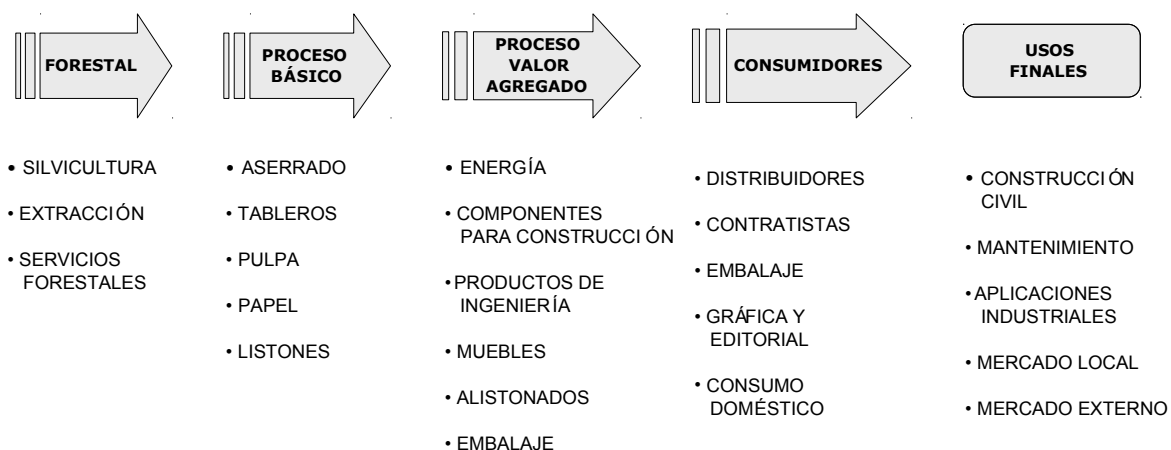 FORESTAL
• SILVICULTURA
• EXTRACCIÓN
• SERVICIOS
FORESTALES
PROCESO
BÁSICO
• ASERRADO
• TABLEROS
• PULPA
• PAPEL
• LISTONES
PROCESO
VALOR
AGREGADO
• ENERGÍA
• COMPONENTES
PARA CONSTRUCCIÓN
• PRODUCTOS DE
INGENIERÍA
• MUEBLES
• ALISTONADOS
• EMBALAJE
CONSUMIDORES
• DISTRIBUIDORES
• CONTRATISTAS
• EMBALAJE
• GRÁFICA Y
EDITORIAL
• CONSUMO
DOMÉSTICO
USOS
FINALES
• CONSTRUCCIÓN
CIVIL
• MANTENIMIENTO
• APLICACIONES
INDUSTRIALES
• MERCADO LOCAL
• MERCADO EXTERNO